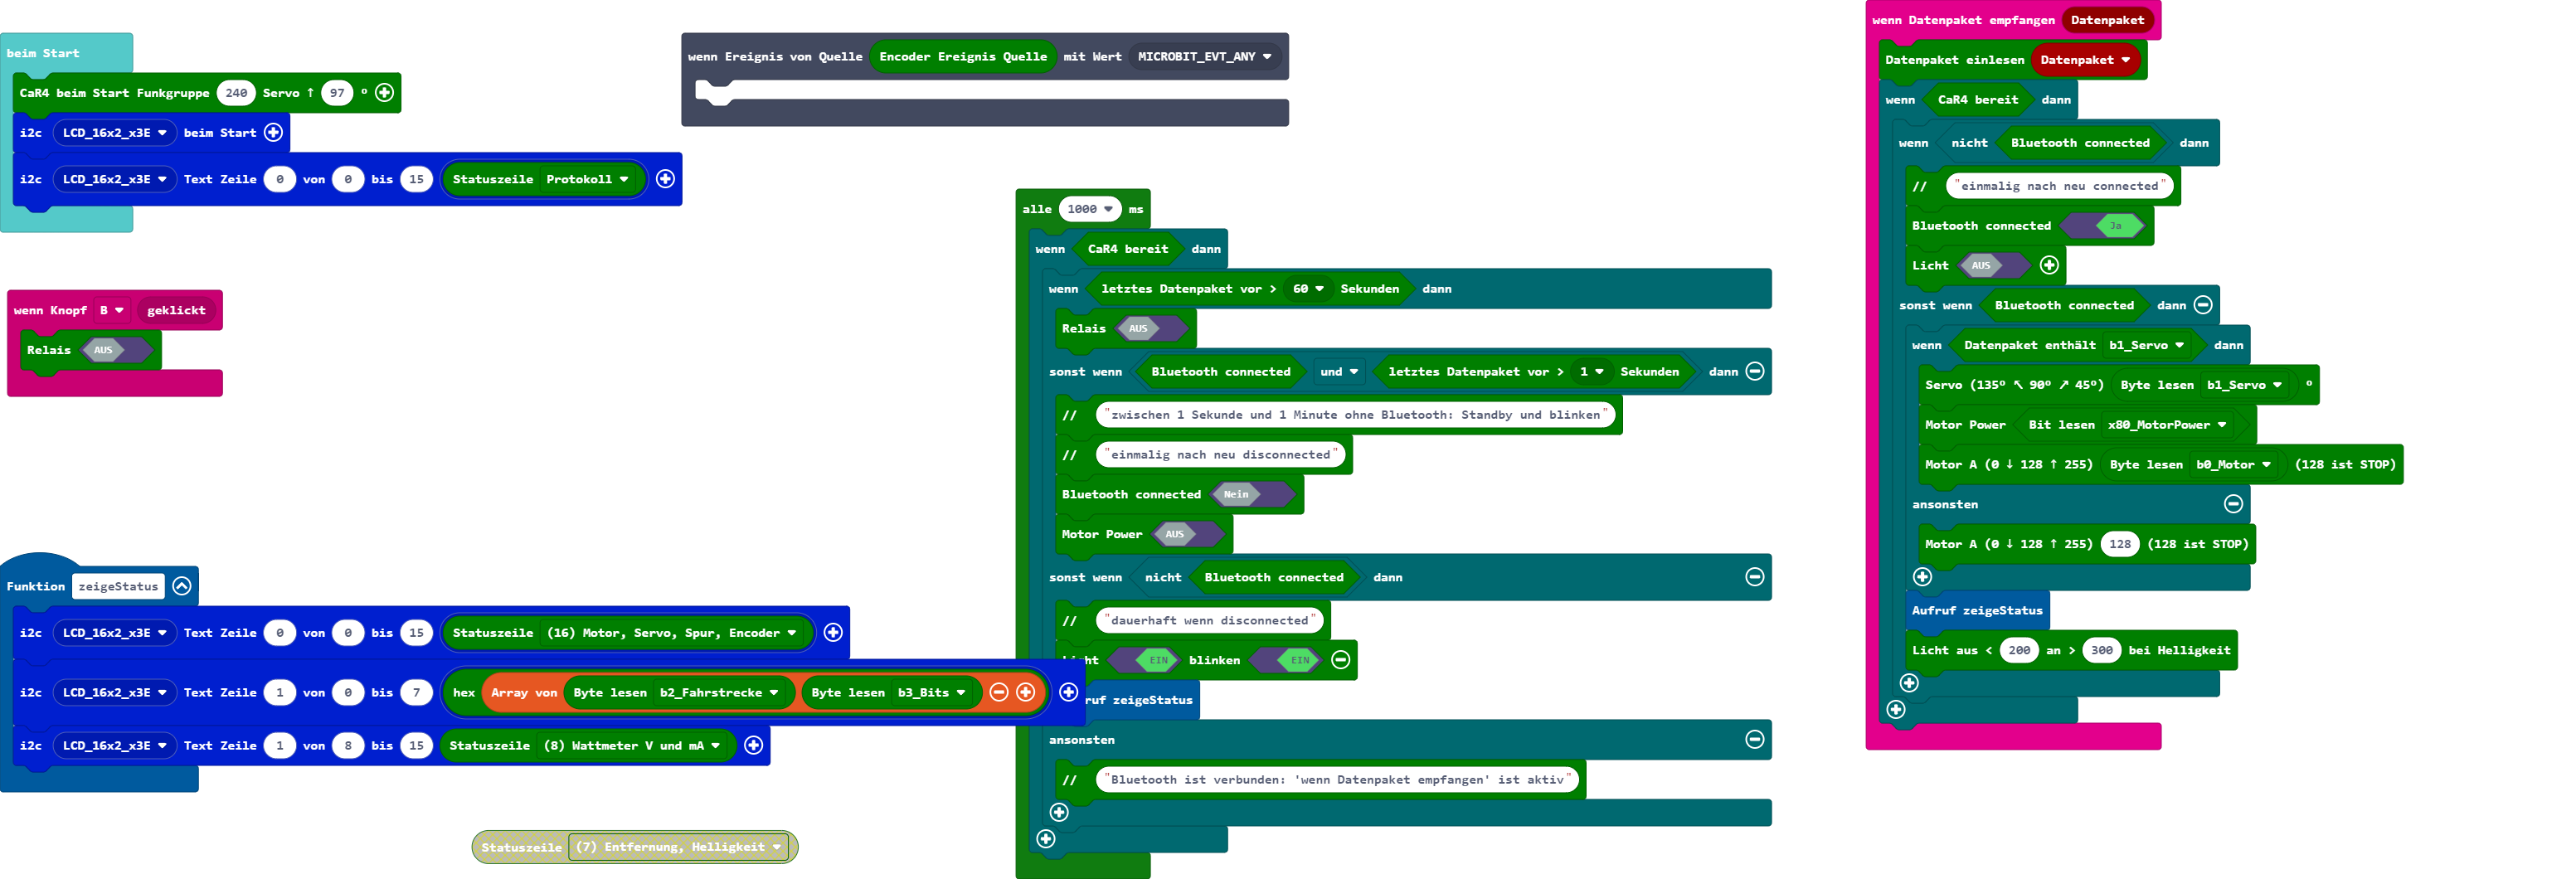 beim Start
CaR4 beim Start Funkgruppe 240 Servo ↑ 97 °
i2c LCD_16x2_x3E beim Start
i2c LCD_16x2_x3E Text Zeile 0 von 0 bis 15 Statuszeile Protokoll
wenn Knopf B geklickt
Relais AUS
Funktion zeigeStatus
i2c LCD_16x2_x3E Text Zeile 0 von 0 bis 15 Statuszeile (16) Motor, Servo, Spur, Encoder
i2c LCD_16x2_x3E Text Zeile 1 von 0 bis 7 hex Array von Byte lesen b2_Fahrstrecke Byte lesen b3_Bits
i2c LCD_16x2_x3E Text Zeile 1 von 8 bis 15 Statuszeile (8) Wattmeter V und mA
Statuszeile (7) Entfernung, Helligkeit
wenn Ereignis von Quelle Encoder Ereignis Quelle mit Wert MICROBIT_EVT_ANY
alle 1000 ms
wenn CaR4 bereit dann
wenn letztes Datenpaket vor > 60 Sekunden dann
Relais AUS
sonst wenn Bluetooth connected und letztes Datenpaket vor > 1 Sekunden dann
// "zwischen 1 Sekunde und 1 Minute ohne Bluetooth: Standby und blinken"
// "einmalig nach neu disconnected"
Bluetooth connected Nein
Motor Power AUS
sonst wenn nicht Bluetooth connected dann
// "dauerhaft wenn disconnected"
ht EIN blinken EIN
ruf zeigeStatus
ansonsten
// "Bluetooth ist verbunden: 'wenn Datenpaket empfangen' ist aktiv"
wenn Datenpaket empfangen Datenpaket
Datenpaket einlesen Datenpaket
wenn CaR4 bereit dann
wenn nicht Bluetooth connected dann
// "einmalig nach neu connected"
Bluetooth connected Ja
Licht AUS
sonst wenn Bluetooth connected dann
wenn Datenpaket enthält b1_Servo dann
Servo (135° ↖ 90° ↗ 45°) Byte lesen b1_Servo °
Motor Power Bit lesen x80_MotorPower
Motor A (0 ↓ 128 ↑ 255) Byte lesen b0_Motor (128 ist STOP)
ansonsten
Motor A (0 ↓ 128 ↑ 255) 128 (128 ist STOP)
Aufruf zeigeStatus
Licht aus < 200 an > 300 bei Helligkeit